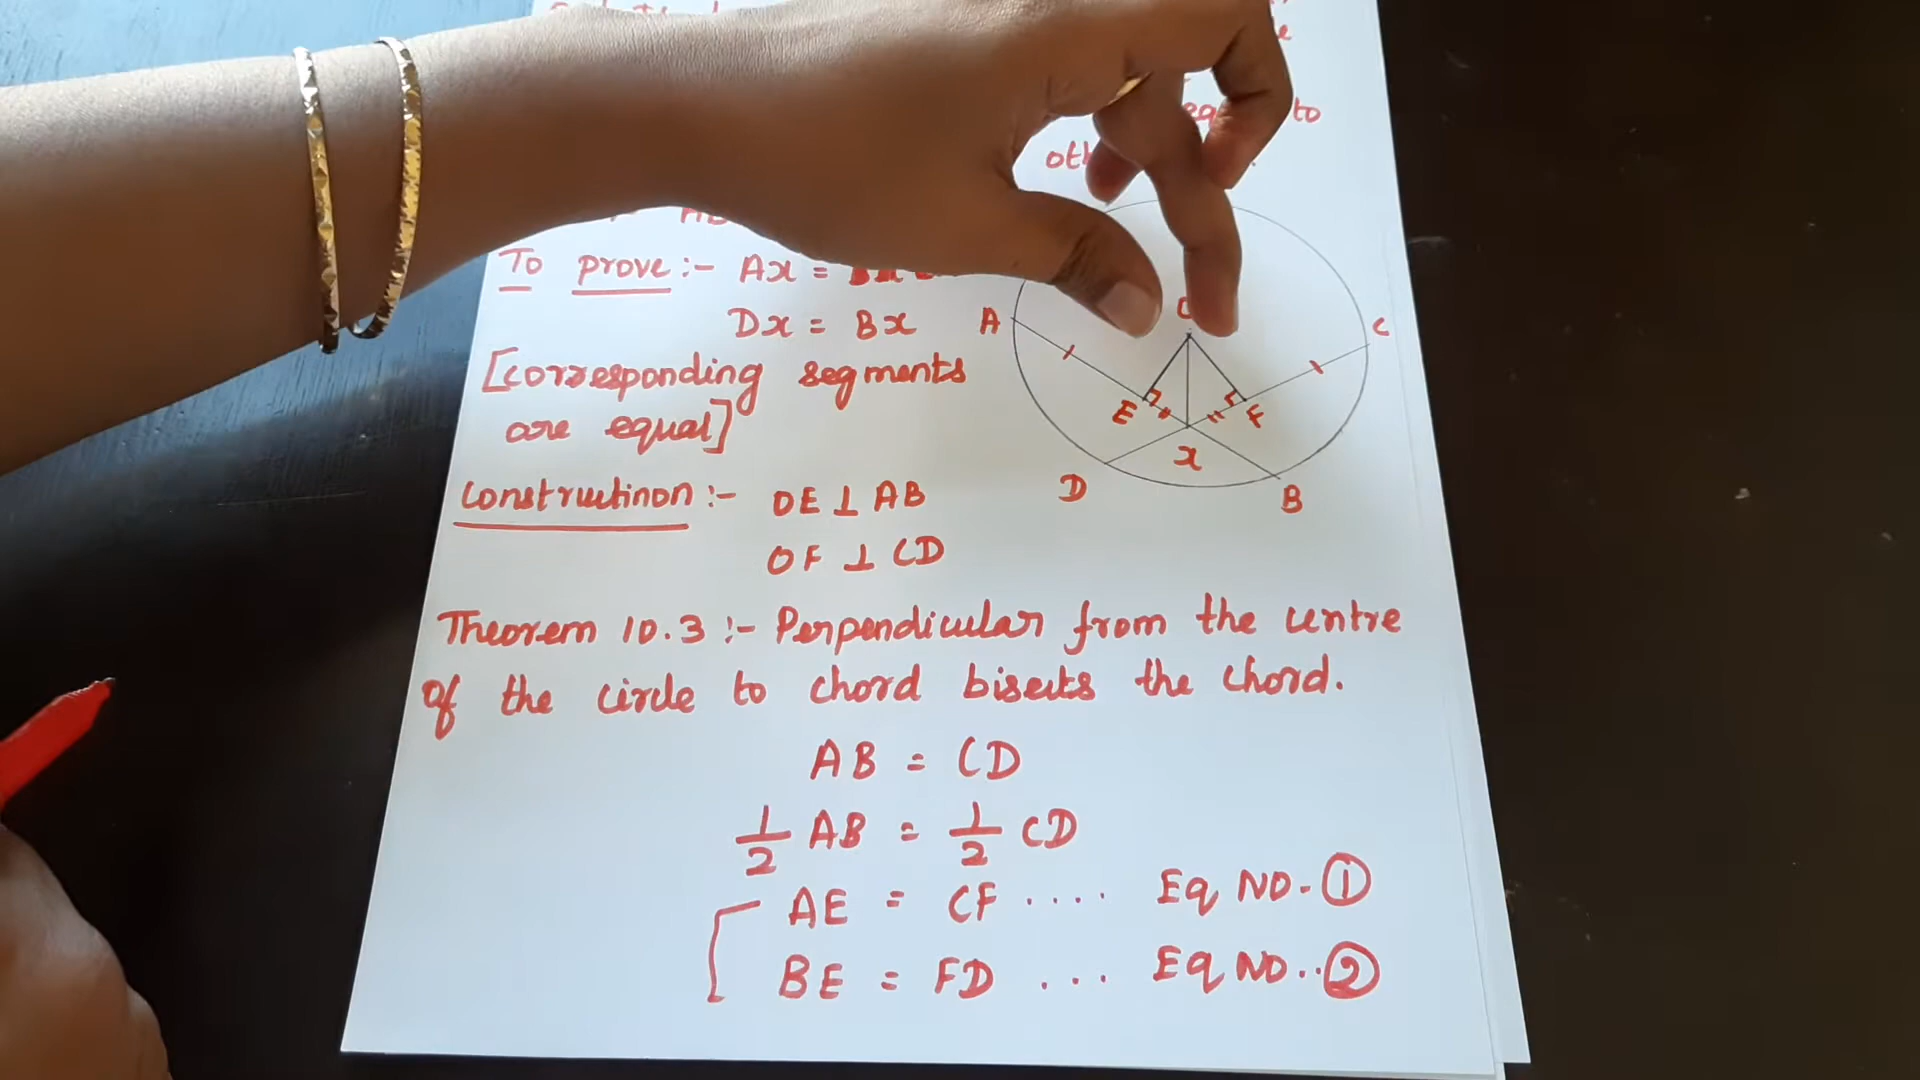 to
To prove :- Ax =
Dx = Bx
[corresponding segments
are equal]
A
C
E
F
x
D
B
Constructinon :- OE ⊥ AB
OF ⊥ CD
Theorem 10.3 :- Perpendicular from the centre
of the circle to chord bisects the chord.
AB = CD
1/2 AB = 1/2 CD
AE = CF .... Eq NO. ①
BE = FD ... Eq NO.. ②